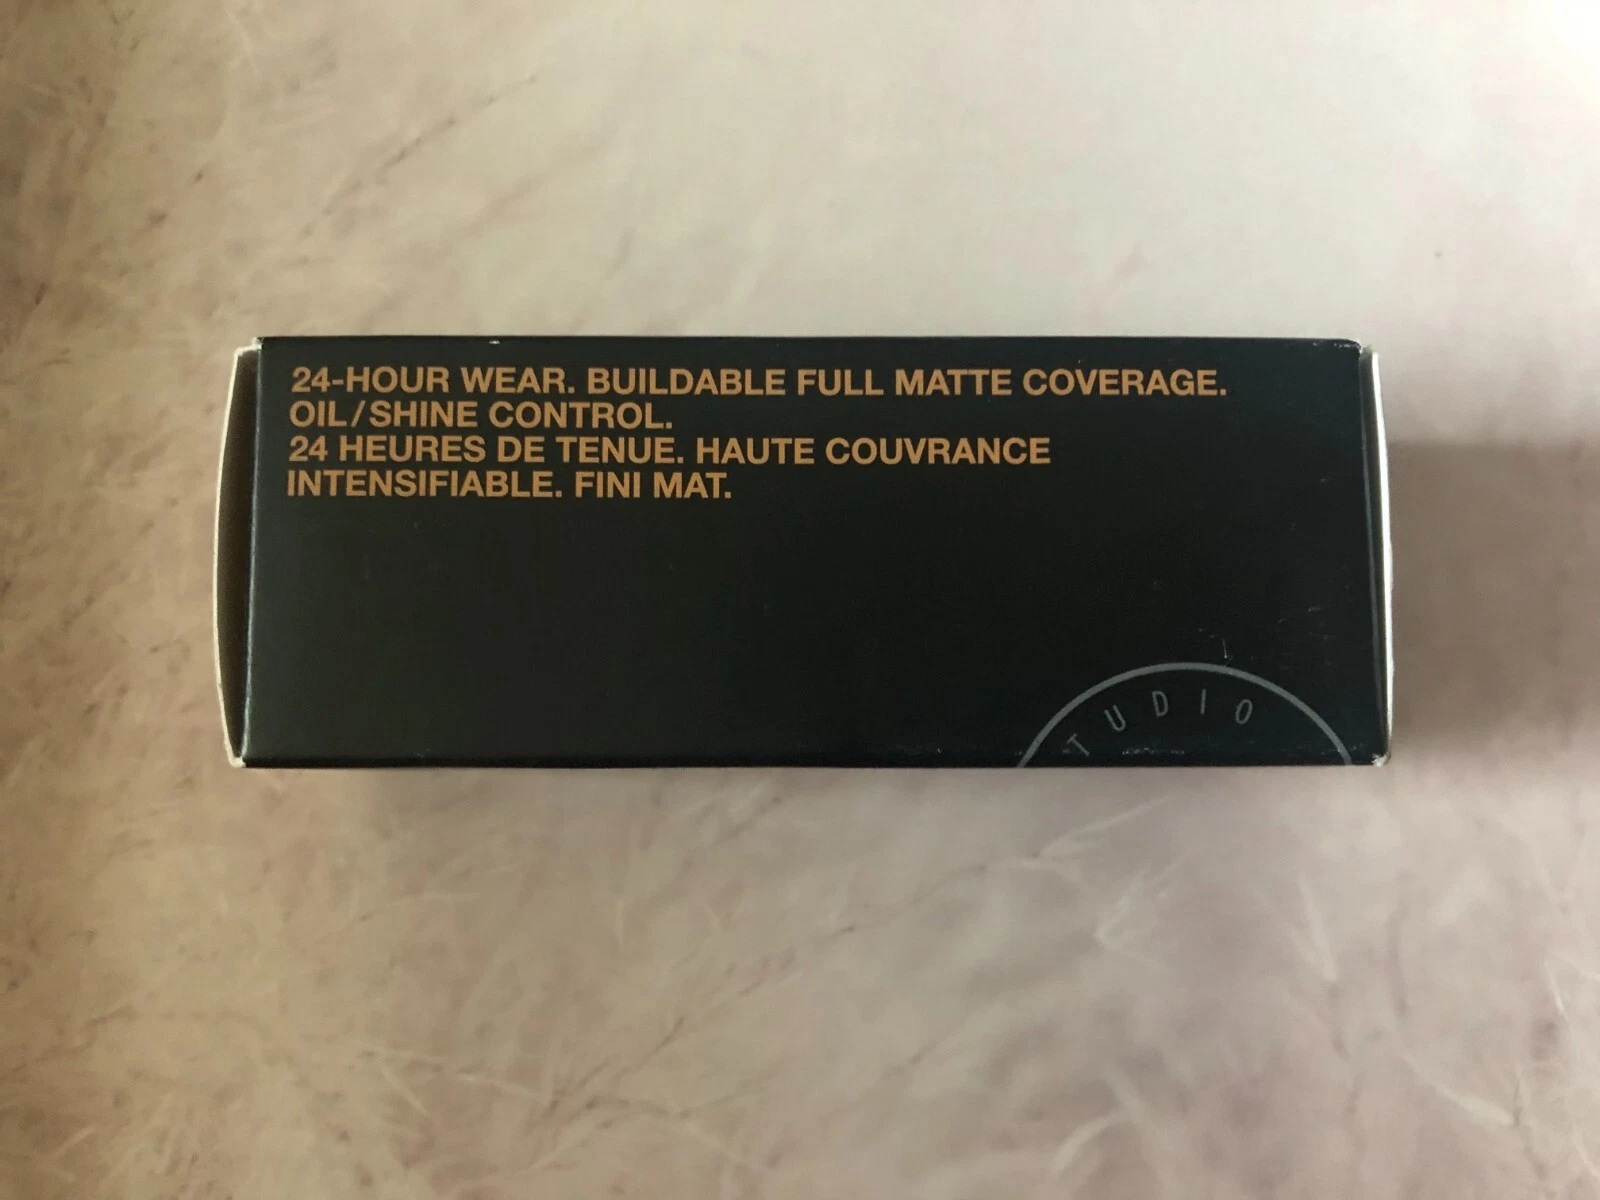 24-HOUR WEAR. BUILDABLE FULL MATTE COVERAGE.
OIL/SHINE CONTROL.
24 HEURES DE TENUE. HAUTE COUVRANCE
INTENSIFIABLE. FINI MAT.
TUDIO